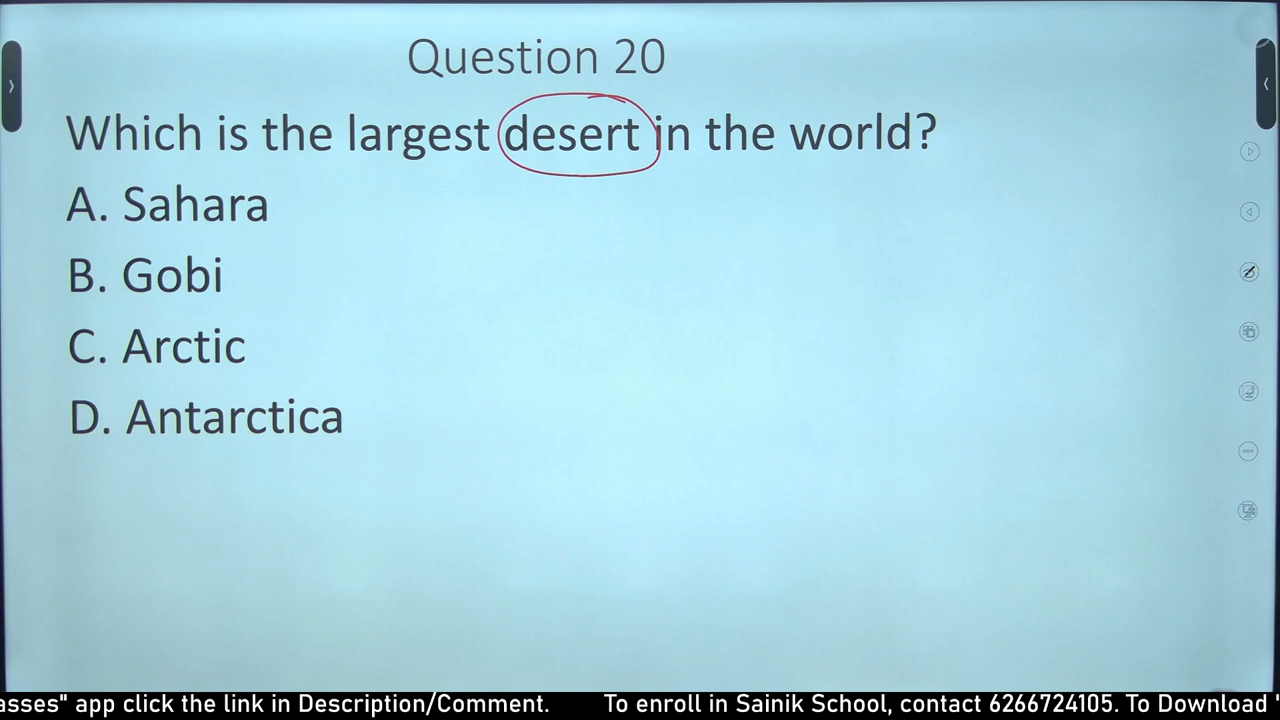 Question 20
Which is the largest desert in the world?
A. Sahara
B. Gobi
C. Arctic
D. Antarctica
asses" app click the link in Description/Comment. To enroll in Sainik School, contact 6266724105. To Download '